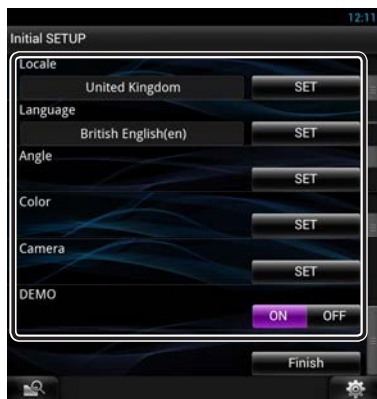 12:11
Initial SETUP
Locale
United Kingdom SET
Language
British English(en) SET
Angle
SET
Color
SET
Camera
SET
DEMO
ON OFF
Finish